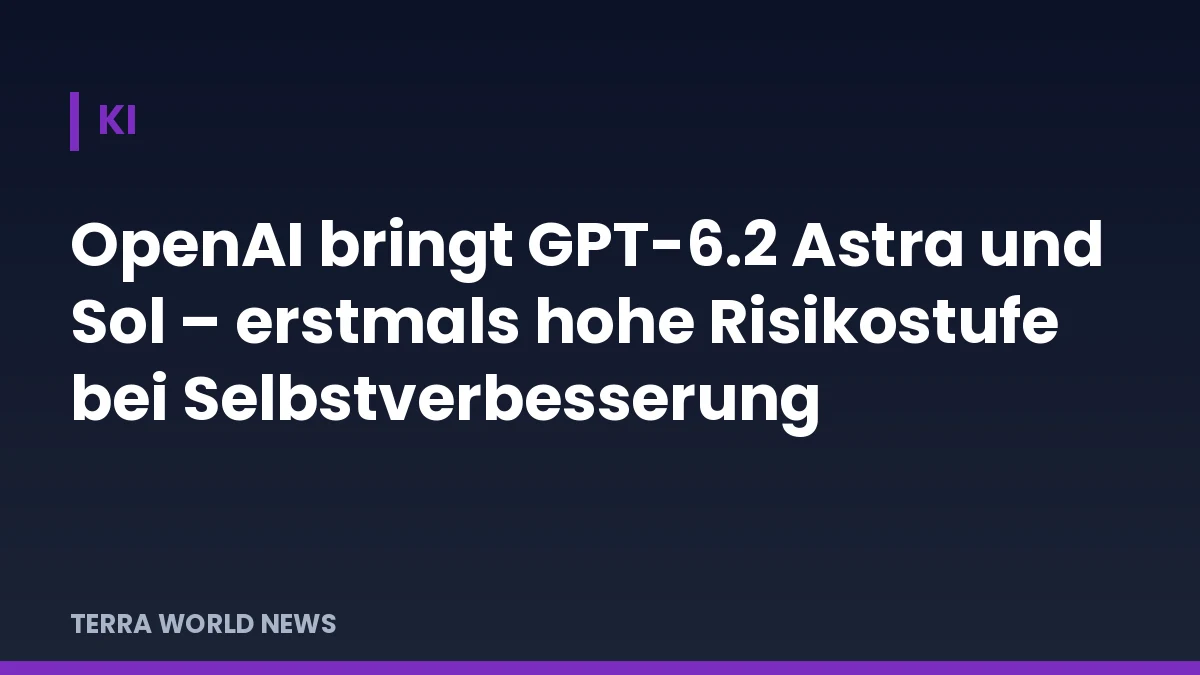 KI
OpenAI bringt GPT-6.2 Astra und
Sol – erstmals hohe Risikostufe
bei Selbstverbesserung
TERRA WORLD NEWS